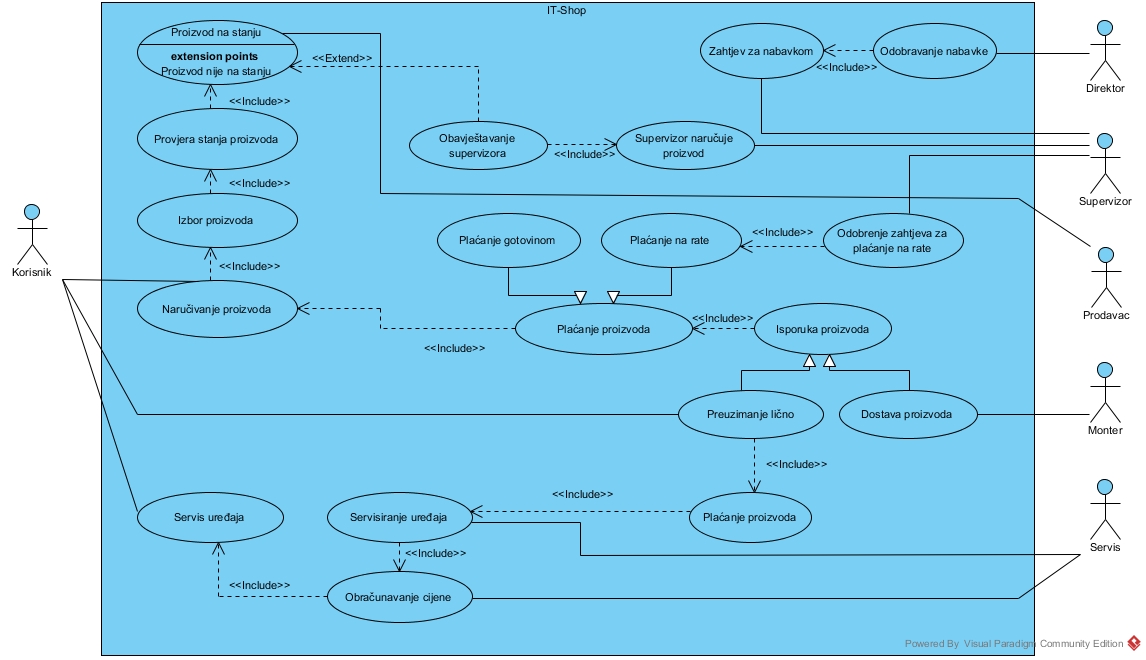 IT-Shop
Proizvod na stanju
extension points
Proizvod nije na stanju
<<Extend>>
Zahtjev za nabavkom
Odobravanje nabavke
<<Include>>
Direktor
<<Include>>
Provjera stanja proizvoda
Obavještavanje
supervizora
<<Include>>
Supervizor naručuje
proizvod
Supervizor
<<Include>>
Izbor proizvoda
Plaćanje gotovinom
Plaćanje na rate
<<Include>>
Odobrenje zahtjeva za
plaćanje na rate
Korisnik
<<Include>>
Naručivanje proizvoda
<<Include>>
Plaćanje proizvoda
<<Include>>
Isporuka proizvoda
Prodavac
Preuzimanje lično
Dostava proizvoda
Monter
<<Include>>
<<Include>>
Servis uređaja
Servisiranje uređaja
Plaćanje proizvoda
Servis
<<Include>>
<<Include>>
Obračunavanje cijene
Powered By Visual Paradigm Community Edition